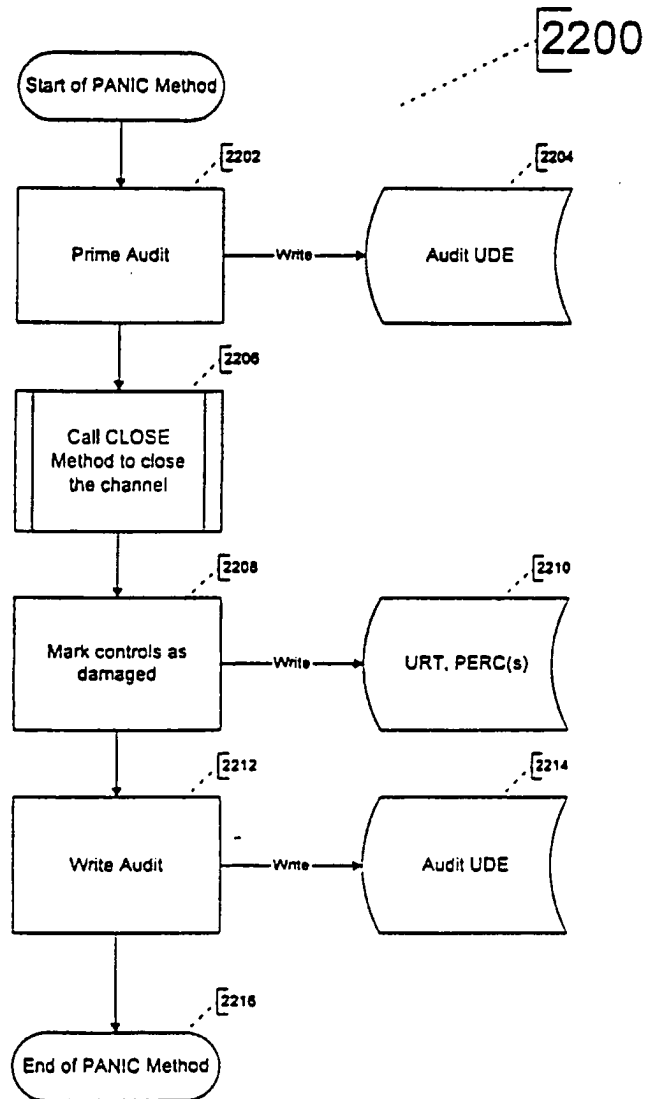 2200
Start of PANIC Method
2202
2204
Prime Audit
Write
Audit UDE
2206
Call CLOSE
Method to close
the channel
2208
2210
Mark controls as
damaged
Write
URT, PERC(s)
2212
2214
Write Audit
Write
Audit UDE
2216
End of PANIC Method